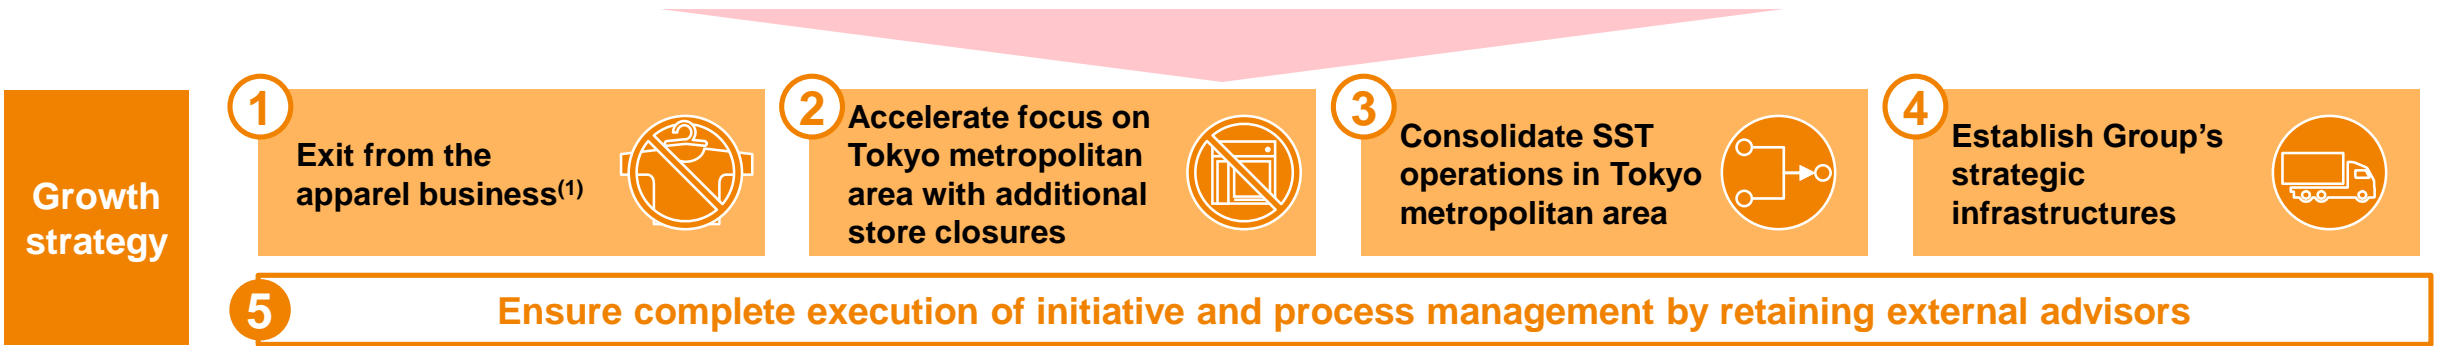 Growth
strategy
1
Exit from the
apparel business(1)
2
Accelerate focus on
Tokyo metropolitan
area with additional
store closures
3
Consolidate SST
operations in Tokyo
metropolitan area
4
Establish Group’s
strategic
infrastructures
5
Ensure complete execution of initiative and process management by retaining external advisors